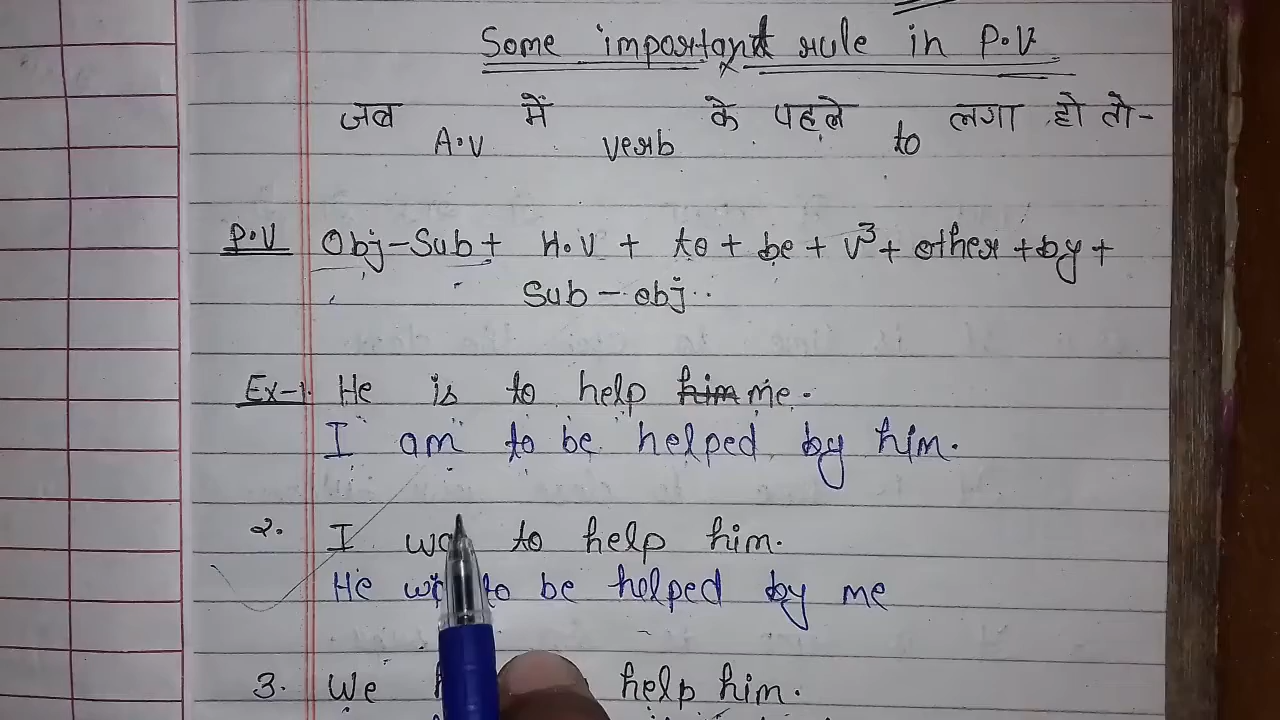 Some important rule in P.V
जब A.V में verb के पहले to लगा हो तो-
P.V Obj-Sub + H.V + to + be + V³ + other + by +
Sub - obj..
Ex-1. He is to help him me.
I am to be helped by him.
2. I to help him.
He to be helped by me
3. We help him.